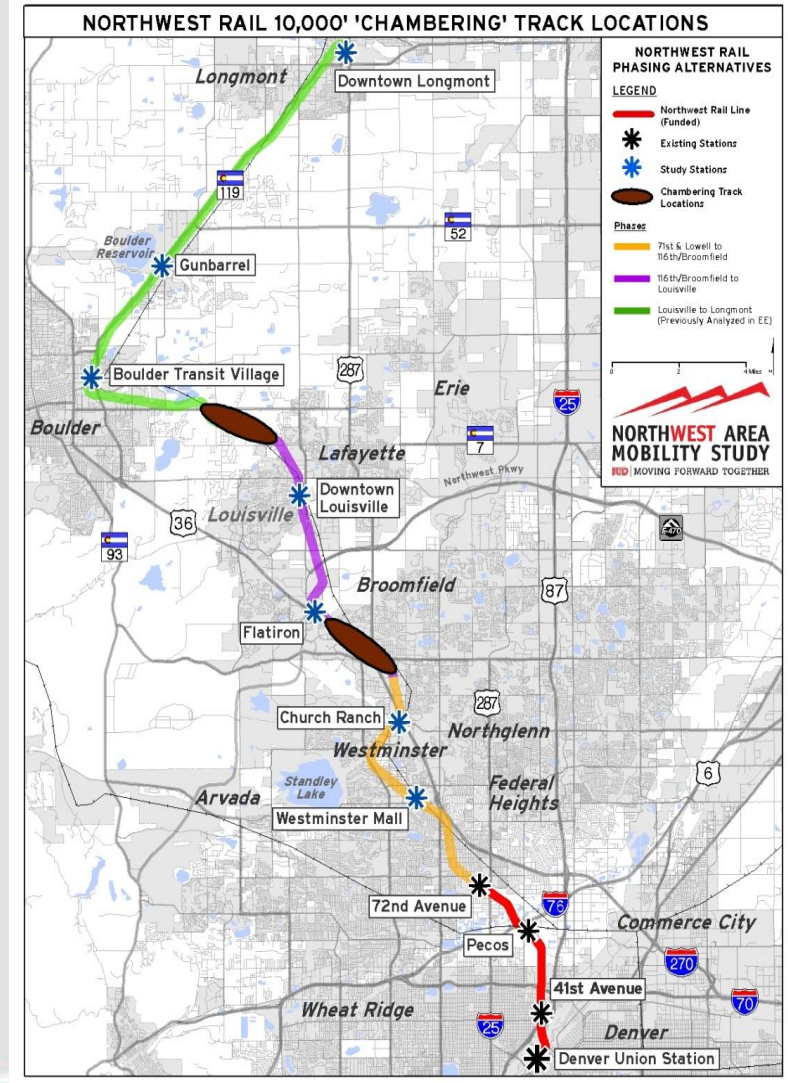 NORTHWEST RAIL 10,000' 'CHAMBERING' TRACK LOCATIONS
NORTHWEST RAIL
PHASING ALTERNATIVES
LEGEND
Northwest Rail Line
(Funded)
Existing Stations
Study Stations
Chambering Track
Locations
Phases
71st & Lowell to
116th/Broomfield
116th/Broomfield to
Louisville
Louisville to Longmont
(Previously Analyzed in EE)
0 2 4 Miles
NORTHWEST AREA
MOBILITY STUDY
MOVING FORWARD TOGETHER
Longmont
Downtown Longmont
119
52
Boulder
Reservoir
Gunbarrel
Boulder Transit Village
287
Erie
25
Boulder
Lafayette
7
Northwest Pkwy
Downtown
Louisville
Louisville
36
93
E-470
Broomfield
87
Flatiron
Church Ranch
287
Northglenn
Westminster
6
Standley
Lake
Arvada
Federal
Heights
Westminster Mall
72nd Avenue
76
Commerce City
Pecos
270
41st Avenue
70
Wheat Ridge
25
Denver
Denver Union Station